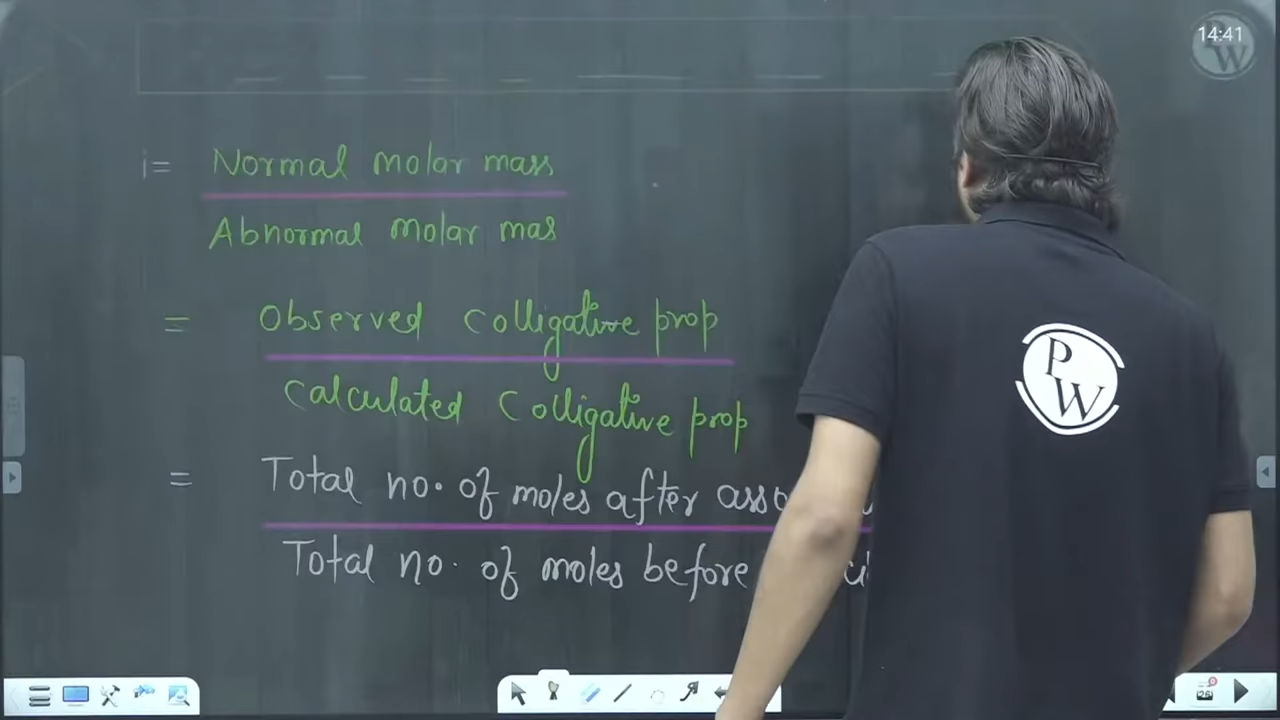 14:41
PW
i= Normal molar mass
Abnormal molar mas
= Observed colligative prop
Calculated colligative prop
= Total no. of moles after
Total no. of moles before
PW